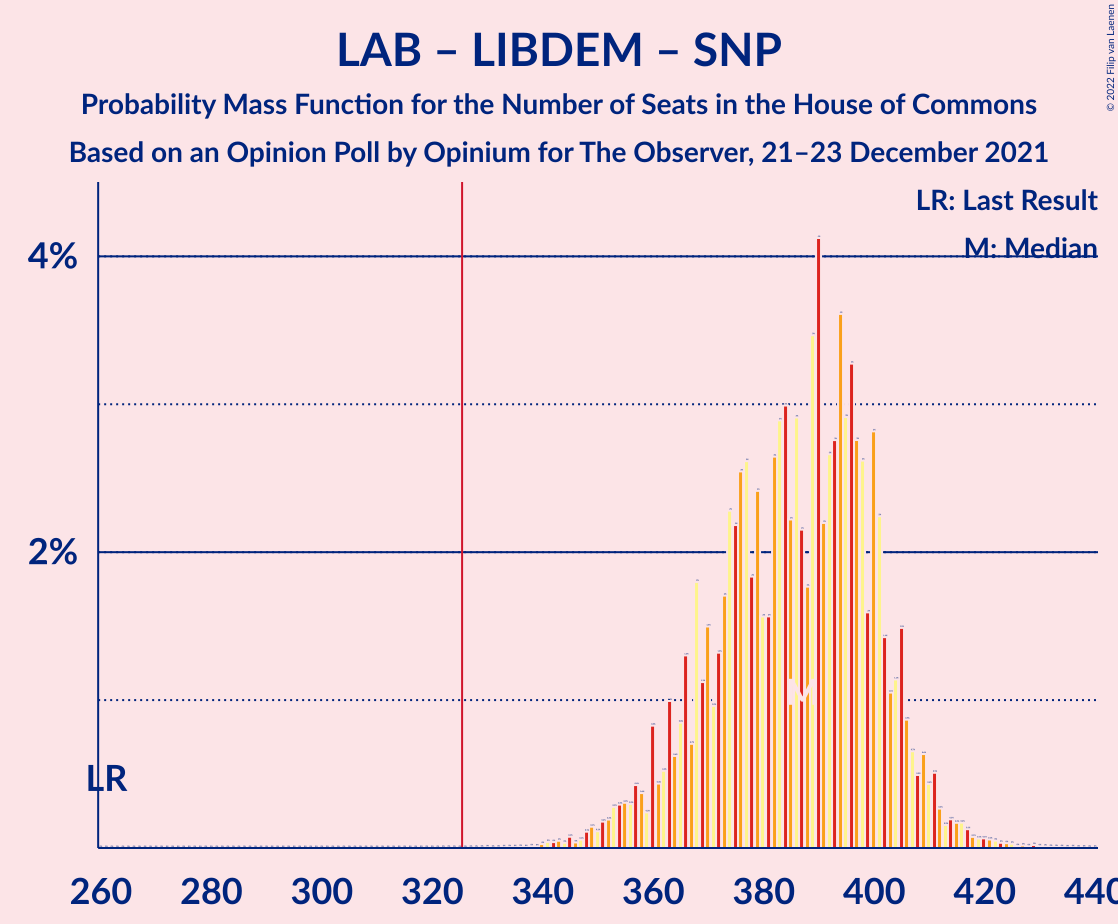 LAB – LIBDEM – SNP
Probability Mass Function for the Number of Seats in the House of Commons
Based on an Opinion Poll by Opinium for The Observer, 21–23 December 2021
© 2022 Filip van Laenen
LR: Last Result
M: Median
4%
2%
M
LR
260 280 300 320 340 360 380 400 420 440